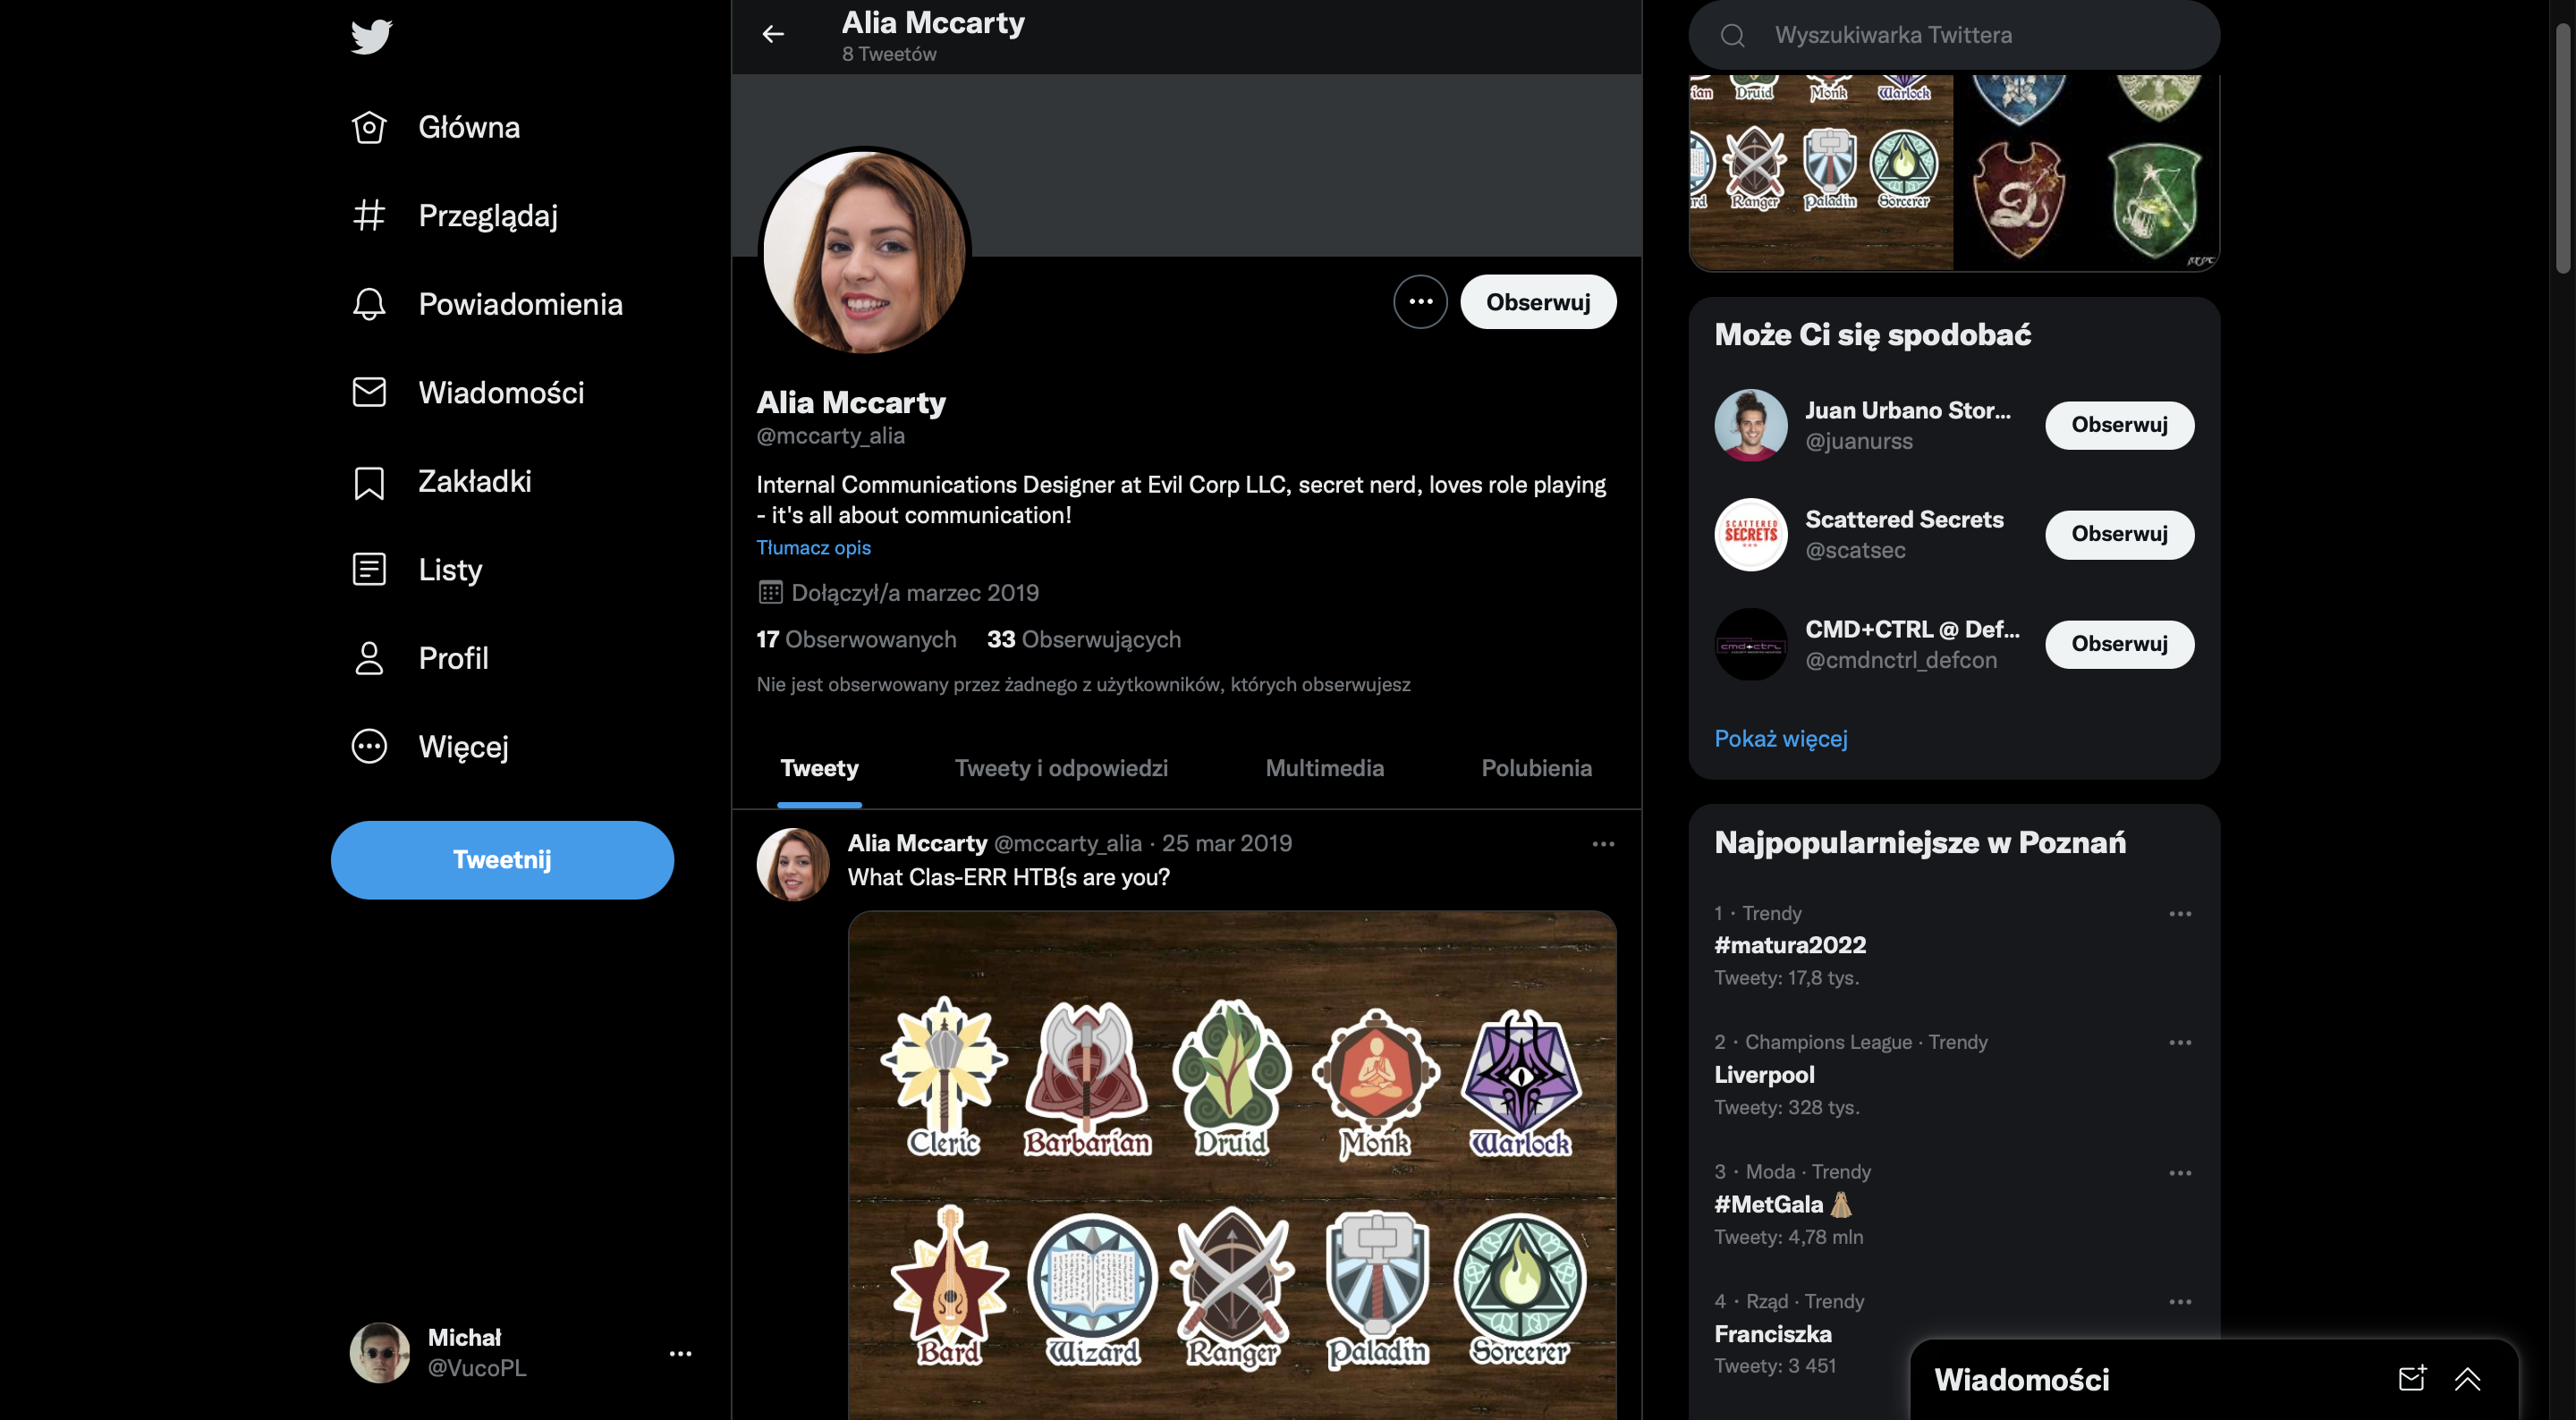 Główna
Przeglądaj
Powiadomienia
Wiadomości
Zakładki
Listy
Profil
Więcej
Tweetnij
Michał
@VucoPL
Alia Mccarty
8 Tweetów
Obserwuj
Alia Mccarty
@mccarty_alia
Internal Communications Designer at Evil Corp LLC, secret nerd, loves role playing
- it's all about communication!
Tłumacz opis
Dołączył/a marzec 2019
17 Obserwowanych 33 Obserwujących
Nie jest obserwowany przez żadnego z użytkowników, których obserwujesz
Tweety Tweety i odpowiedzi Multimedia Polubienia
Alia Mccarty @mccarty_alia · 25 mar 2019
What Clas-ERR HTB{s are you?
Cleric Barbarian Druid Monk Warlock
Bard Wizard Ranger Paladin Sorcerer
Wyszukiwarka Twittera
ian Druid Monk Warlock
rd Ranger Paladin Sorcerer
Może Ci się spodobać
Juan Urbano Stor...
@juanurss
Obserwuj
SCATTERED
SECRETS
Scattered Secrets
@scatsec
Obserwuj
cmd+ctrl
CMD+CTRL @ Def...
@cmdnctrl_defcon
Obserwuj
Pokaż więcej
Najpopularniejsze w Poznań
1 · Trendy
#matura2022
Tweety: 17,8 tys.
2 · Champions League · Trendy
Liverpool
Tweety: 328 tys.
3 · Moda · Trendy
#MetGala
Tweety: 4,78 mln
4 · Rząd · Trendy
Franciszka
Tweety: 3 451
Wiadomości